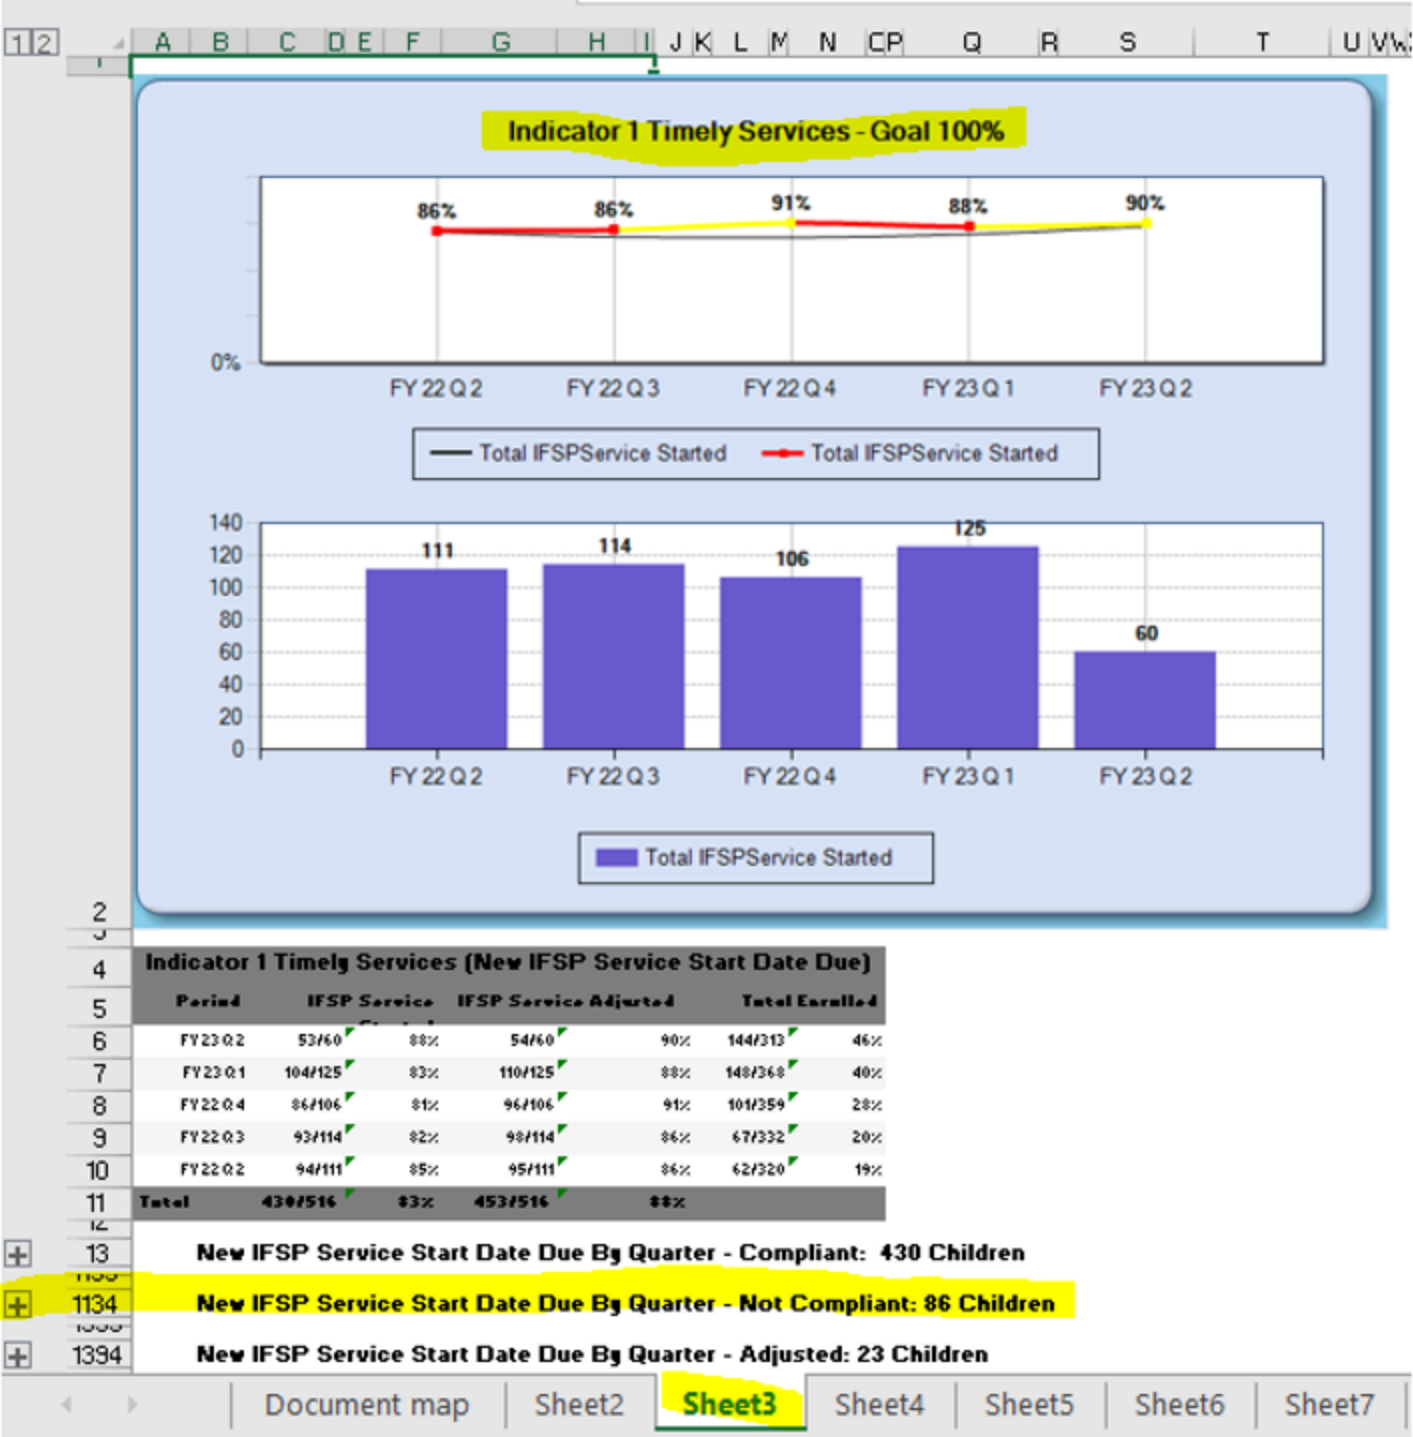 1 2 A B C D E F G H I J K L M N O P Q R S T U V W
1
Indicator 1 Timely Services - Goal 100%
86% 86% 91% 88% 90%
0%
FY 22 Q 2 FY 22 Q 3 FY 22 Q 4 FY 23 Q 1 FY 23 Q 2
Total IFSPService Started Total IFSPService Started
140
120
100
80
60
40
20
0
111 114 106 125 60
FY 22 Q 2 FY 22 Q 3 FY 22 Q 4 FY 23 Q 1 FY 23 Q 2
Total IFSPService Started
2
3
4 Indicator 1 Timely Services (New IFSP Service Start Date Due)
5 Period IFSP Service Started IFSP Service Adjusted Total Enrolled
6 FY 23 Q 2 53/60 88% 54/60 90% 144/313 46%
7 FY 23 Q 1 104/125 83% 110/125 88% 148/368 40%
8 FY 22 Q 4 86/106 81% 96/106 91% 101/359 28%
9 FY 22 Q 3 93/114 82% 98/114 86% 67/332 20%
10 FY 22 Q 2 94/111 85% 95/111 86% 62/320 19%
11 Total 430/516 83% 453/516 88%
12
13 New IFSP Service Start Date Due By Quarter - Compliant: 430 Children
1133
1134 New IFSP Service Start Date Due By Quarter - Not Compliant: 86 Children
1394 New IFSP Service Start Date Due By Quarter - Adjusted: 23 Children
Document map Sheet2 Sheet3 Sheet4 Sheet5 Sheet6 Sheet7